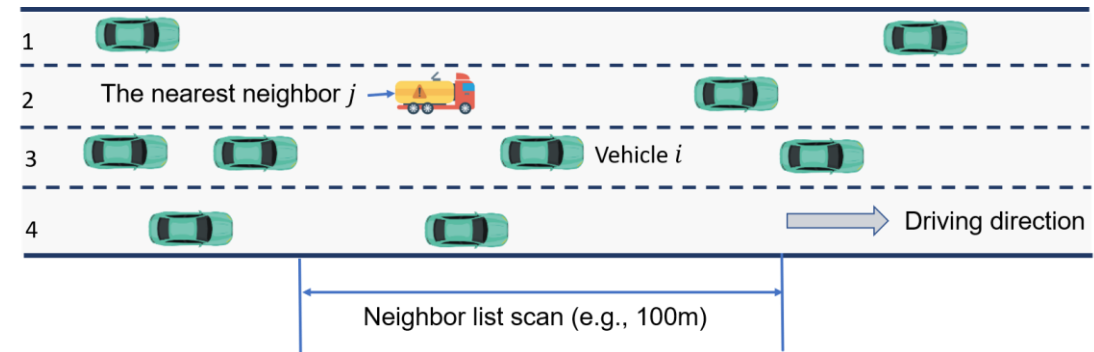 1
2
The nearest neighbor j
3
Vehicle i
4
Driving direction
Neighbor list scan (e.g., 100m)